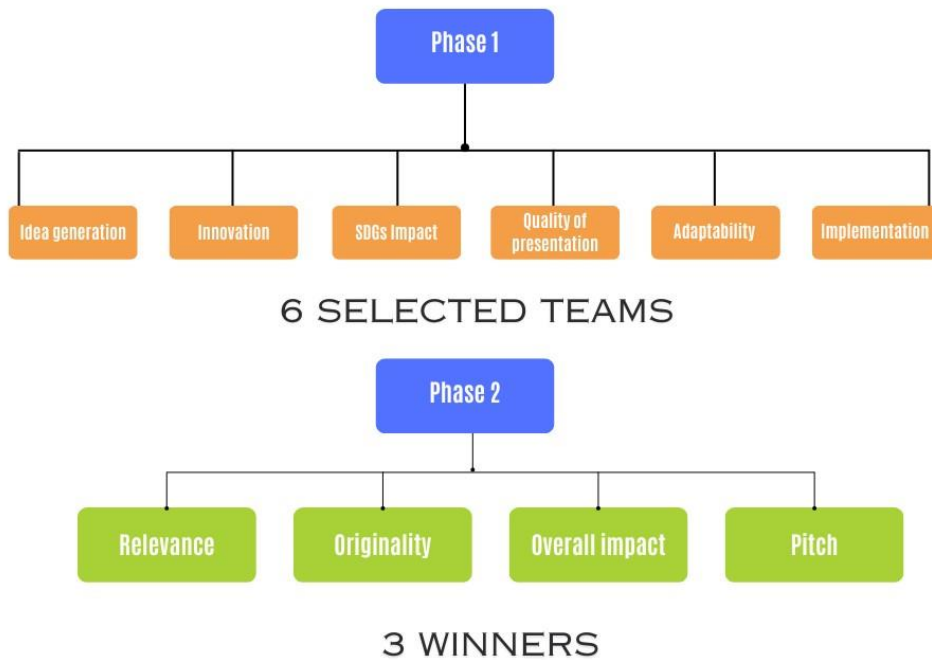 Phase 1
Idea generation
Innovation
SDGs Impact
Quality of
presentation
Adaptability
Implementation
6 SELECTED TEAMS
Phase 2
Relevance
Originality
Overall impact
Pitch
3 WINNERS